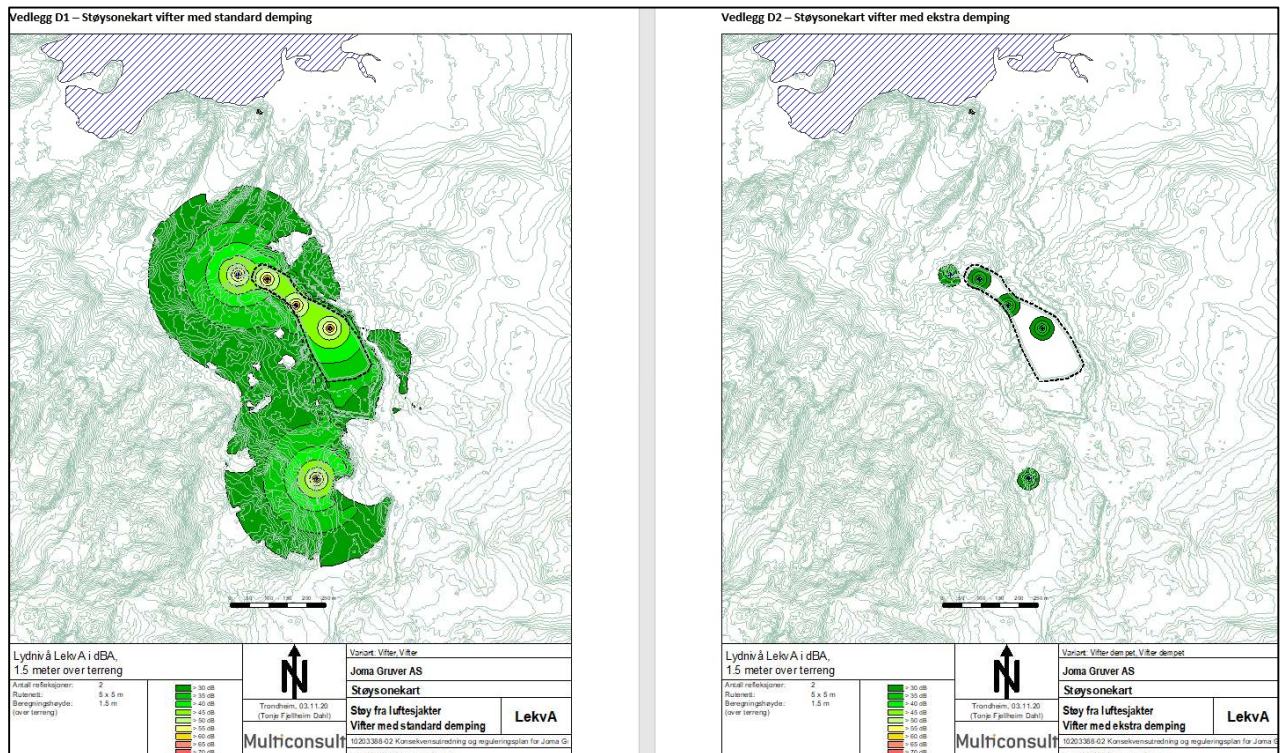 Vedlegg D1 – Støysonekart vifter med standard demping
Lydnivå LekvA i dBA,
1.5 meter over terreng
Antall refleksjoner: 2
Rutenett: 5 x 5 m
Beregningshøyde: 1.5 m
(over terreng)
> 30 dB
> 35 dB
> 40 dB
> 45 dB
> 50 dB
> 55 dB
> 60 dB
> 65 dB
> 70 dB
N
Trondheim, 03.11.20
(Tonje Fjellheim Dahl)
Multiconsult
Variant: Vifter, Vifter
Joma Gruver AS
Støysonekart
Støy fra luftesjakter
Vifter med standard demping
LekvA
10203388-02 Konsekvensutredning og reguleringsplan for Joma
Vedlegg D2 – Støysonekart vifter med ekstra demping
Lydnivå LekvA i dBA,
1.5 meter over terreng
Antall refleksjoner: 2
Rutenett: 5 x 5 m
Beregningshøyde: 1.5 m
(over terreng)
> 30 dB
> 35 dB
> 40 dB
> 45 dB
> 50 dB
> 55 dB
> 60 dB
> 65 dB
> 70 dB
N
Trondheim, 03.11.20
(Tonje Fjellheim Dahl)
Multiconsult
Variant: Vifter dempet, Vifter dempet
Joma Gruver AS
Støysonekart
Støy fra luftesjakter
Vifter med ekstra demping
LekvA
10203388-02 Konsekvensutredning og reguleringsplan for Joma